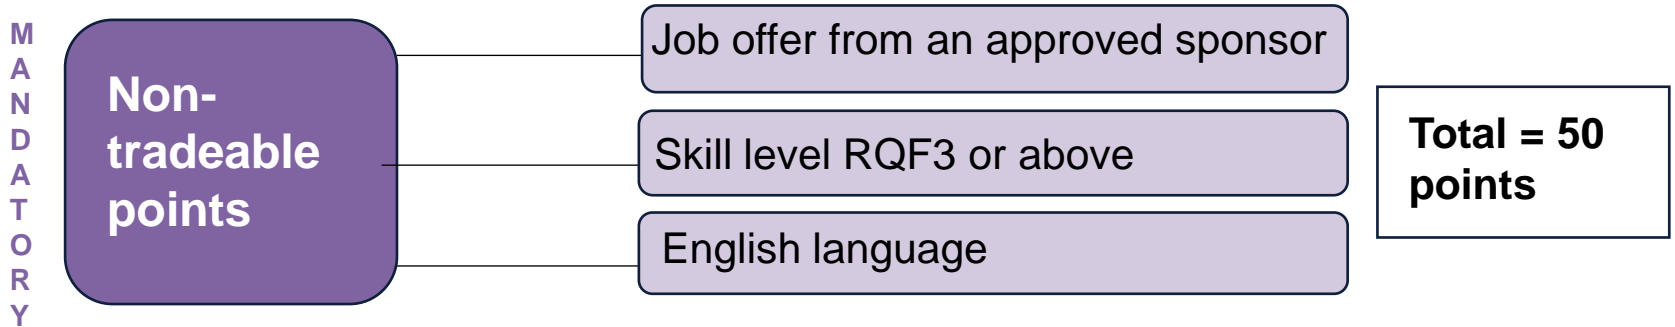 MANDATORY
Non-
tradeable
points
Job offer from an approved sponsor
Skill level RQF3 or above
English language
Total = 50
points